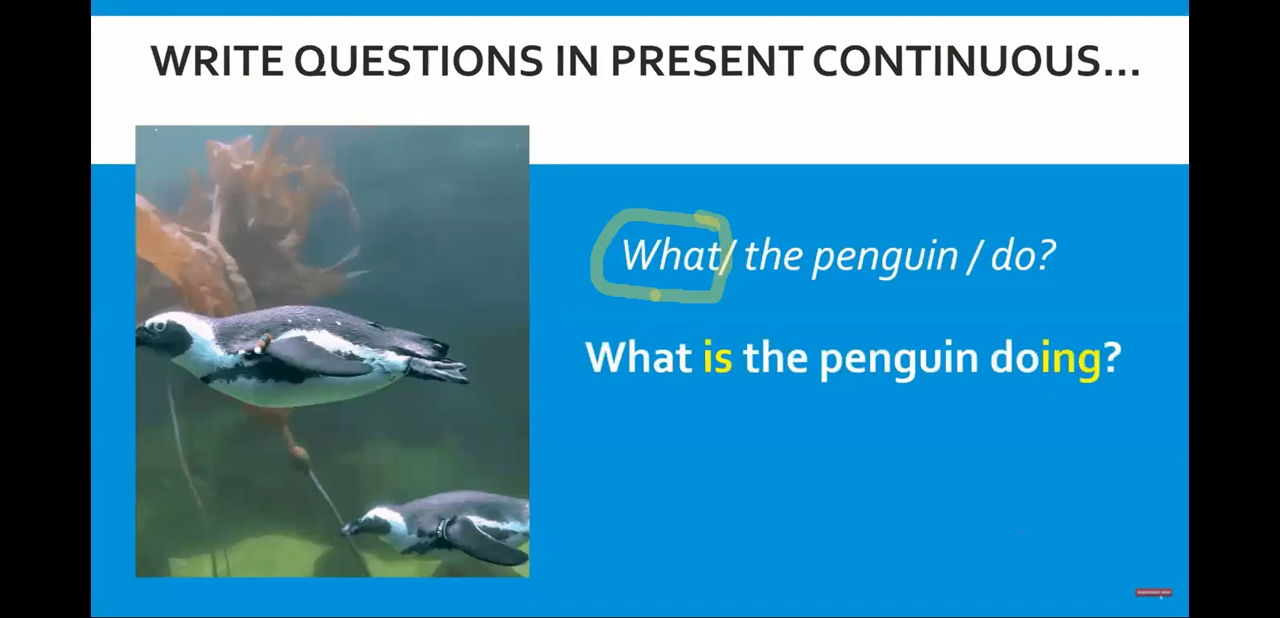 WRITE QUESTIONS IN PRESENT CONTINUOUS...
What/ the penguin / do?
What is the penguin doing?